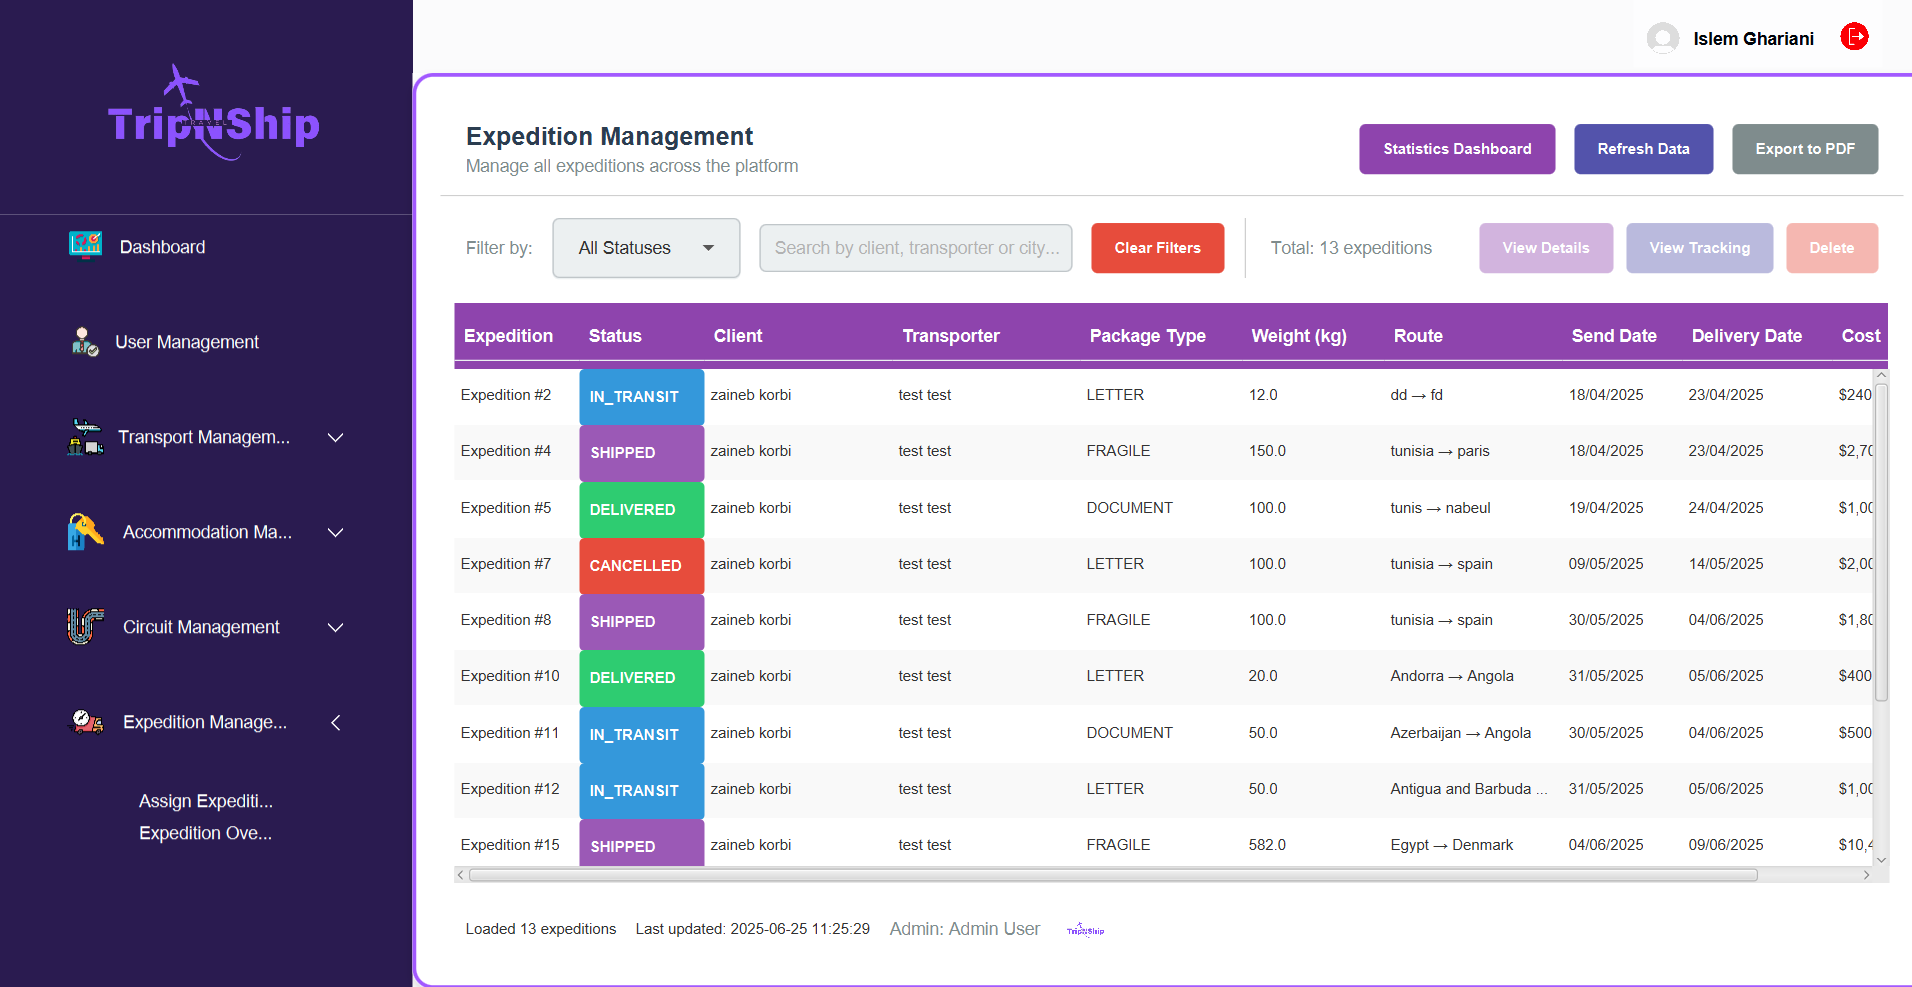 Islem Ghariani
TripNShip
TRAVEL
Expedition Management
Manage all expeditions across the platform
Statistics Dashboard
Refresh Data
Export to PDF
Dashboard
User Management
Transport Managem...
Accommodation Ma...
Circuit Management
Expedition Manage...
Assign Expediti...
Expedition Ove...
Filter by:
All Statuses
Search by client, transporter or city...
Clear Filters
Total: 13 expeditions
View Details
View Tracking
Delete
Expedition Status Client Transporter Package Type Weight (kg) Route Send Date Delivery Date Cost
Expedition #2 IN_TRANSIT zaineb korbi test test LETTER 12.0 dd → fd 18/04/2025 23/04/2025 $240
Expedition #4 SHIPPED zaineb korbi test test FRAGILE 150.0 tunisia → paris 18/04/2025 23/04/2025 $2,70
Expedition #5 DELIVERED zaineb korbi test test DOCUMENT 100.0 tunis → nabeul 19/04/2025 24/04/2025 $1,00
Expedition #7 CANCELLED zaineb korbi test test LETTER 100.0 tunisia → spain 09/05/2025 14/05/2025 $2,00
Expedition #8 SHIPPED zaineb korbi test test FRAGILE 100.0 tunisia → spain 30/05/2025 04/06/2025 $1,80
Expedition #10 DELIVERED zaineb korbi test test LETTER 20.0 Andorra → Angola 31/05/2025 05/06/2025 $400
Expedition #11 IN_TRANSIT zaineb korbi test test DOCUMENT 50.0 Azerbaijan → Angola 30/05/2025 04/06/2025 $500
Expedition #12 IN_TRANSIT zaineb korbi test test LETTER 50.0 Antigua and Barbuda ... 31/05/2025 05/06/2025 $1,00
Expedition #15 SHIPPED zaineb korbi test test FRAGILE 582.0 Egypt → Denmark 04/06/2025 09/06/2025 $10,4
Loaded 13 expeditions
Last updated: 2025-06-25 11:25:29
Admin: Admin User
TripNShip